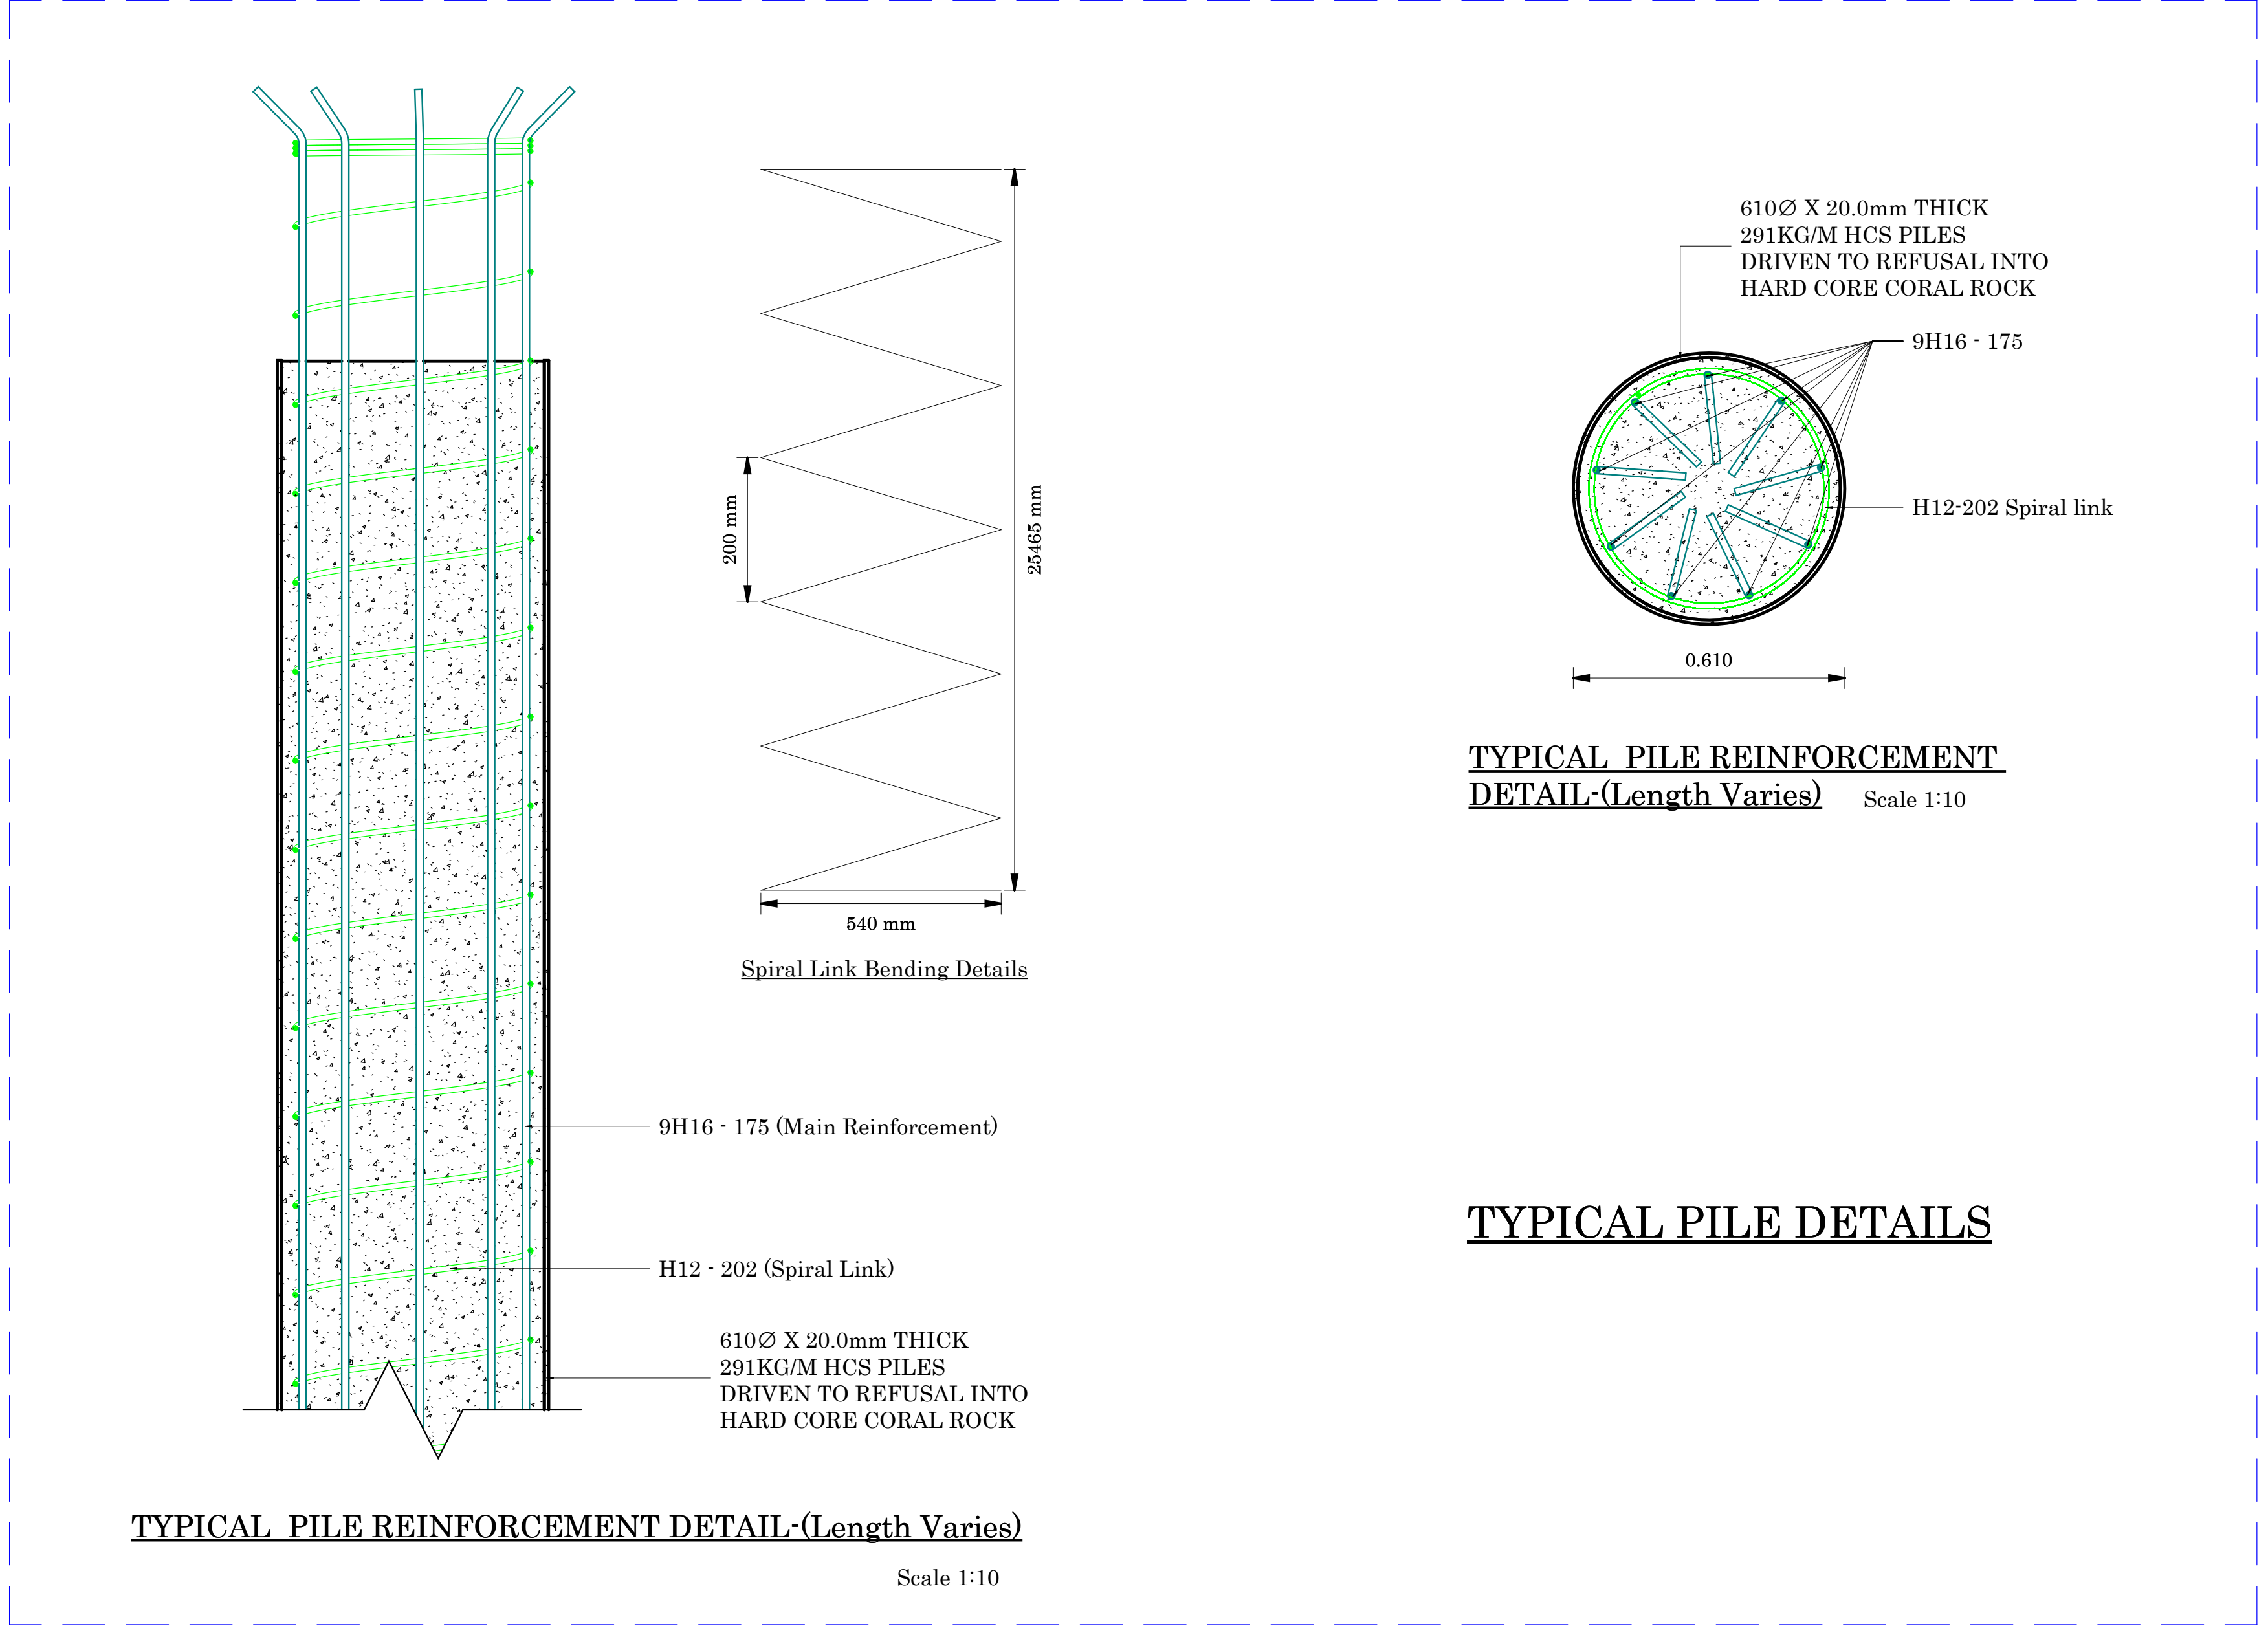 610∅ X 20.0mm THICK
291KG/M HCS PILES
DRIVEN TO REFUSAL INTO
HARD CORE CORAL ROCK
9H16 - 175
H12-202 Spiral link
0.610
TYPICAL PILE REINFORCEMENT
DETAIL-(Length Varies)
Scale 1:10
200 mm
25465 mm
540 mm
Spiral Link Bending Details
9H16 - 175 (Main Reinforcement)
H12 - 202 (Spiral Link)
610∅ X 20.0mm THICK
291KG/M HCS PILES
DRIVEN TO REFUSAL INTO
HARD CORE CORAL ROCK
TYPICAL PILE DETAILS
TYPICAL PILE REINFORCEMENT DETAIL-(Length Varies)
Scale 1:10